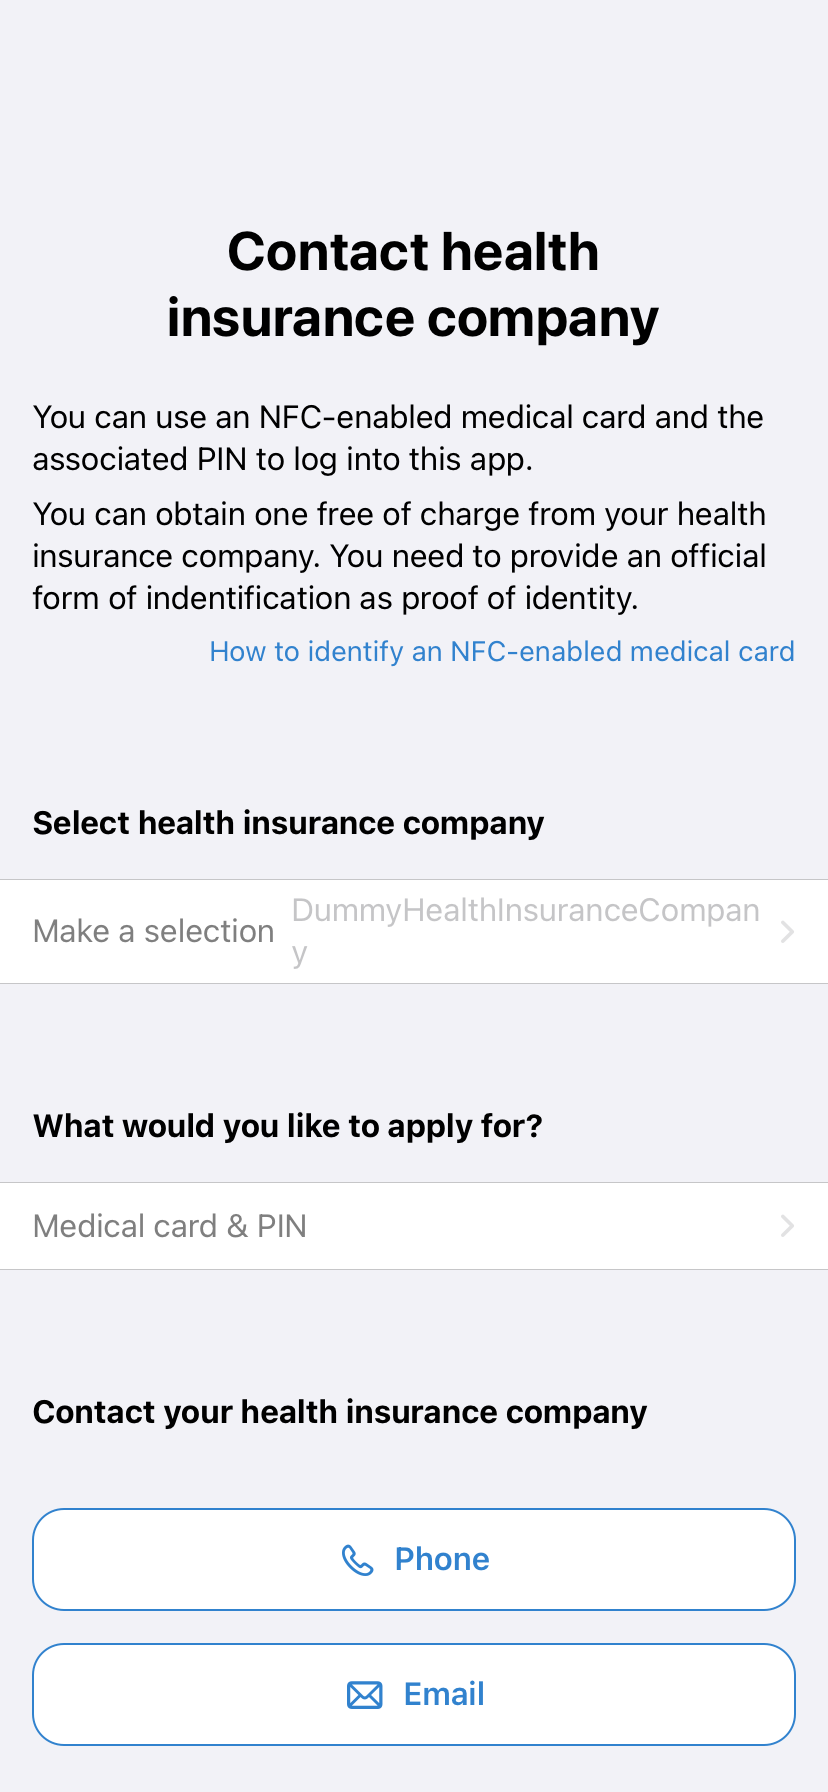 Contact health
insurance company
You can use an NFC-enabled medical card and the
associated PIN to log into this app.
You can obtain one free of charge from your health
insurance company. You need to provide an official
form of indentification as proof of identity.
How to identify an NFC-enabled medical card
Select health insurance company
Make a selection
DummyHealthInsuranceCompan
y
What would you like to apply for?
Medical card & PIN
Contact your health insurance company
Phone
Email